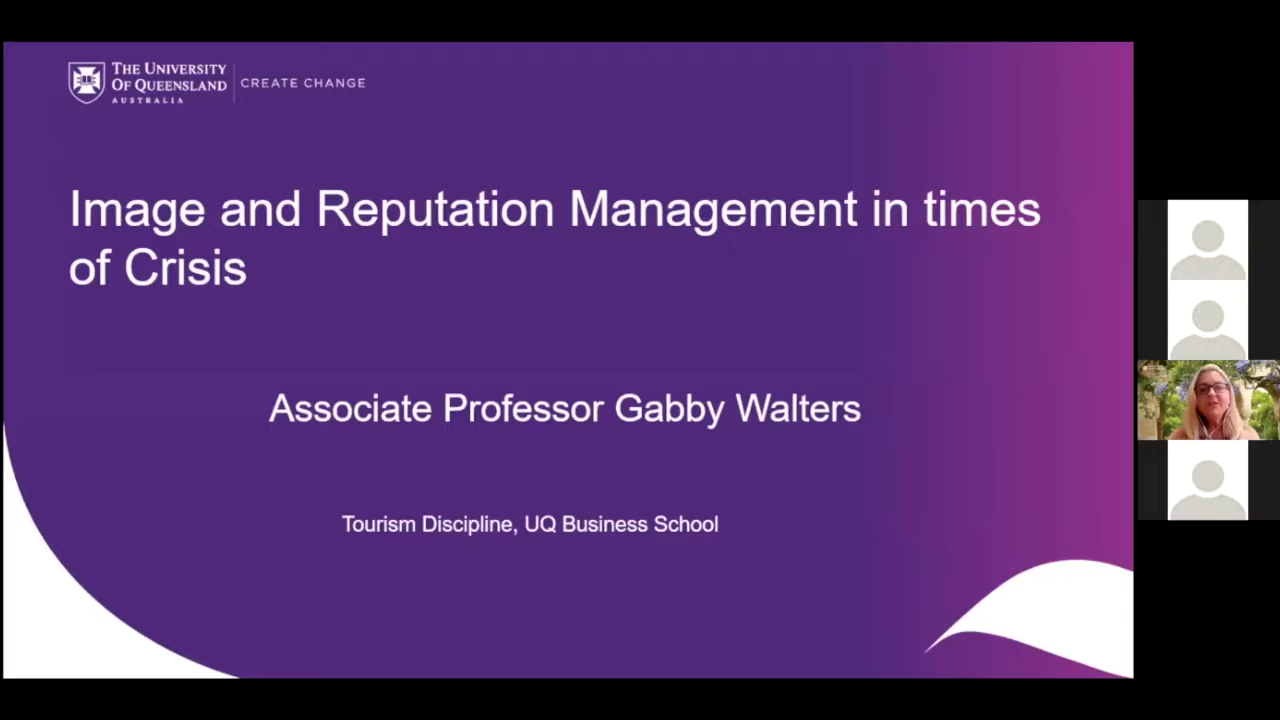 THE UNIVERSITY
OF QUEENSLAND
AUSTRALIA
CREATE CHANGE
Image and Reputation Management in times
of Crisis
Associate Professor Gabby Walters
Tourism Discipline, UQ Business School